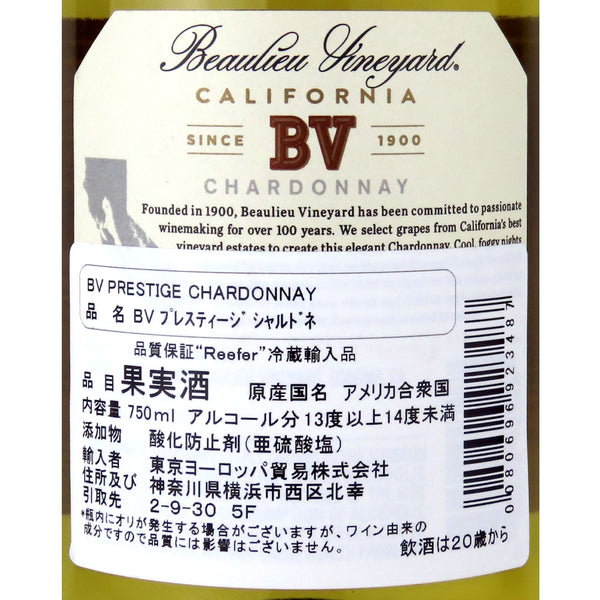 Beaulieu Vineyard®
CALIFORNIA
SINCE BV 1900
CHARDONNAY
Founded in 1900, Beaulieu Vineyard has been committed to passionate
winemaking for over 100 years. We select grapes from California's best
vineyard estates to create this elegant Chardonnay. Cool, foggy nights
BV PRESTIGE CHARDONNAY
品 名 BV プレスティージ シャルドネ
品質保証"Reefer"冷蔵輸入品
品目 果実酒 原産国名 アメリカ合衆国
内容量 750ml アルコール分13度以上14度未満
添加物 酸化防止剤(亜硫酸塩)
輸入者 東京ヨーロッパ貿易株式会社
住所及び 神奈川県横浜市西区北幸
引取先 2-9-30 5F
*瓶内にオリが発生する場合がございますが、ワイン由来の
成分ですので品質には影響はございません。
飲酒は20歳から
0080696923487